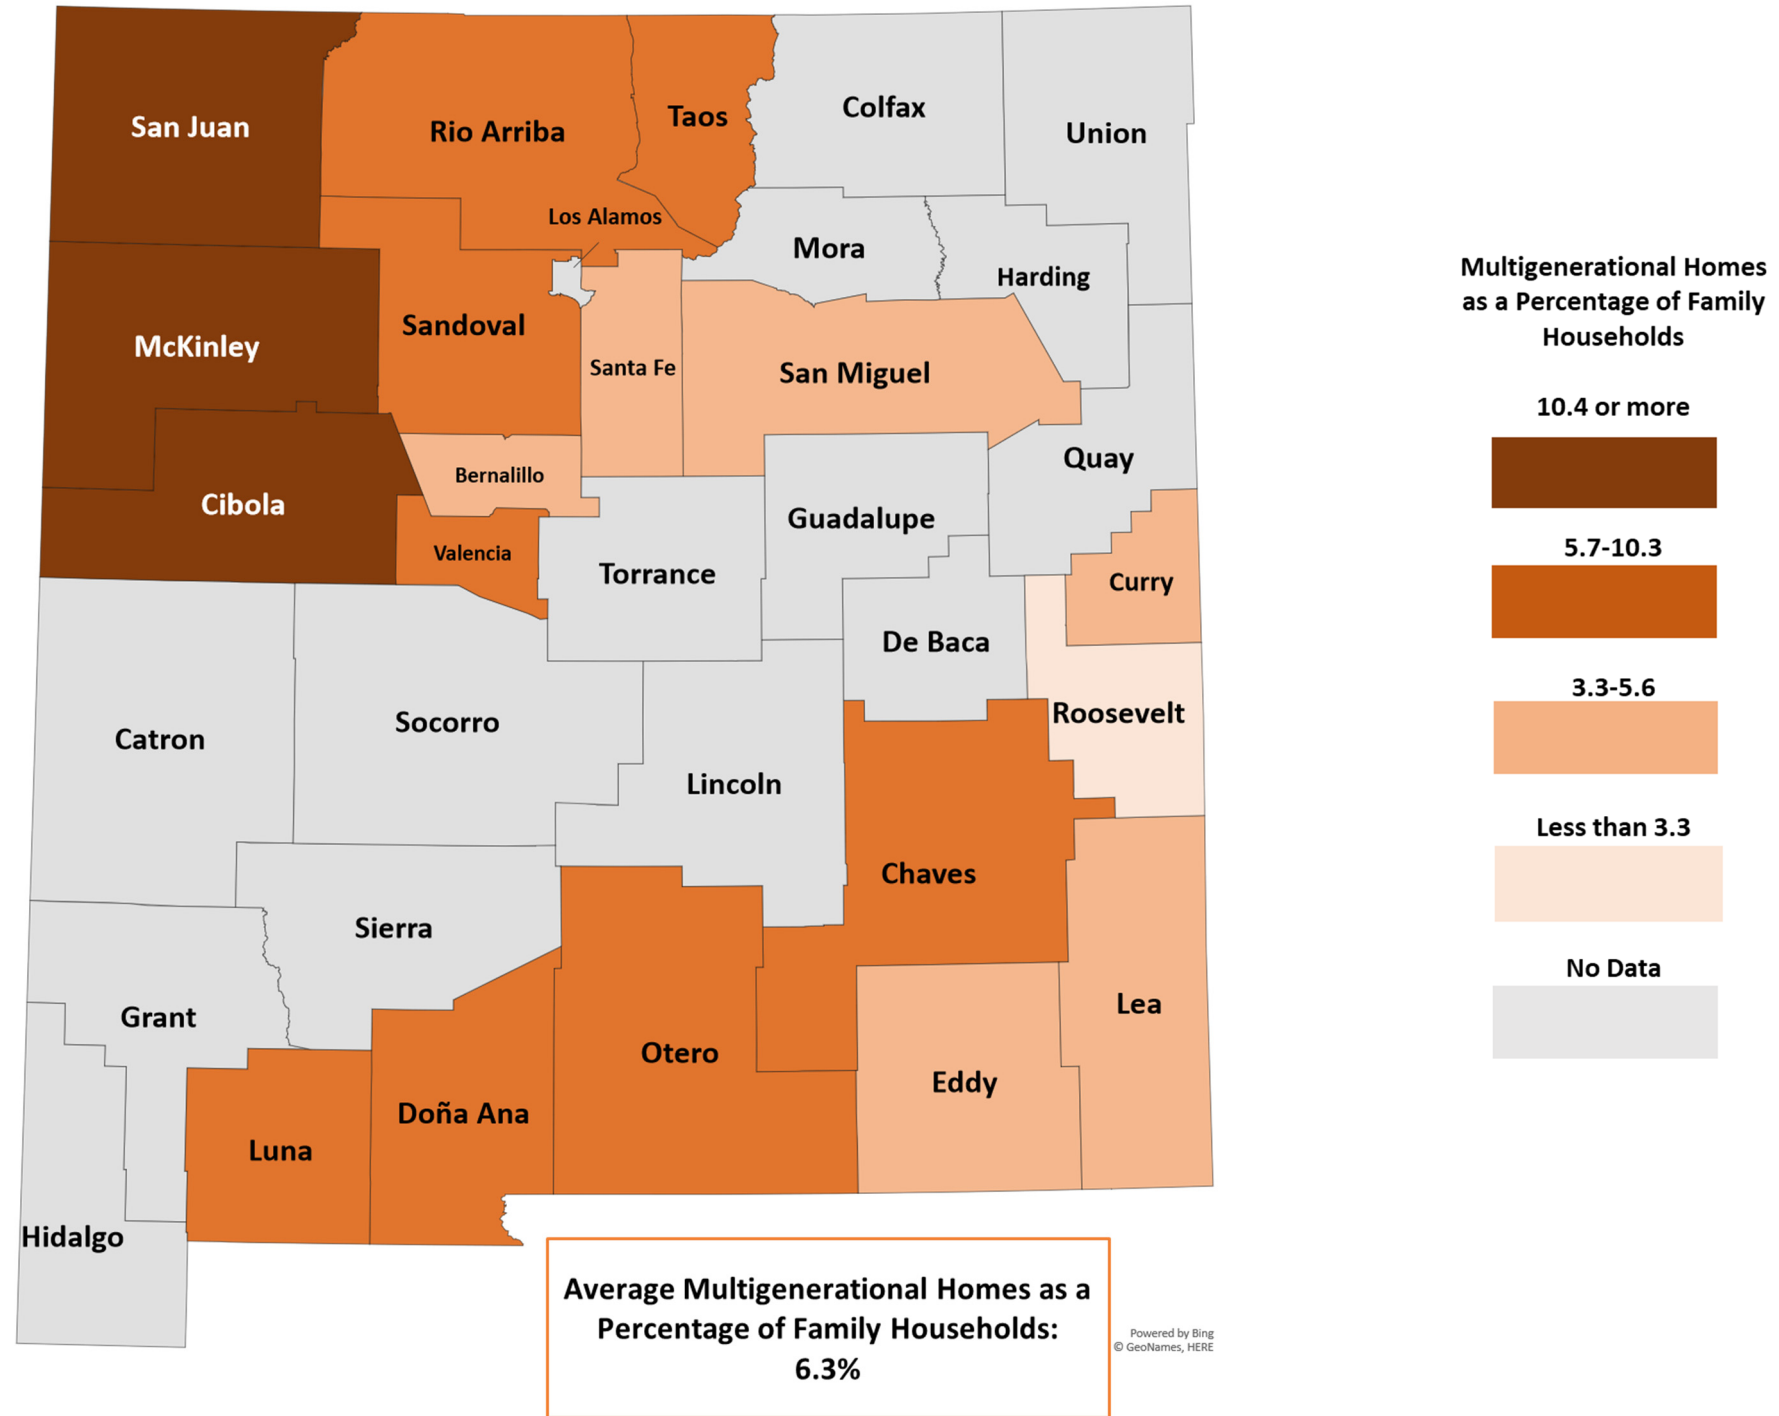 San Juan
Rio Arriba
Taos
Colfax
Union
Los Alamos
Mora
Harding
McKinley
Sandoval
Santa Fe
San Miguel
Cibola
Bernalillo
Quay
Guadalupe
Valencia
Torrance
Curry
De Baca
Roosevelt
Catron
Socorro
Lincoln
Chaves
Sierra
Grant
Otero
Lea
Eddy
Doña Ana
Luna
Hidalgo
Multigenerational Homes
as a Percentage of Family
Households
10.4 or more
5.7-10.3
3.3-5.6
Less than 3.3
No Data
Average Multigenerational Homes as a
Percentage of Family Households:
6.3%
Powered by Bing
© GeoNames, HERE